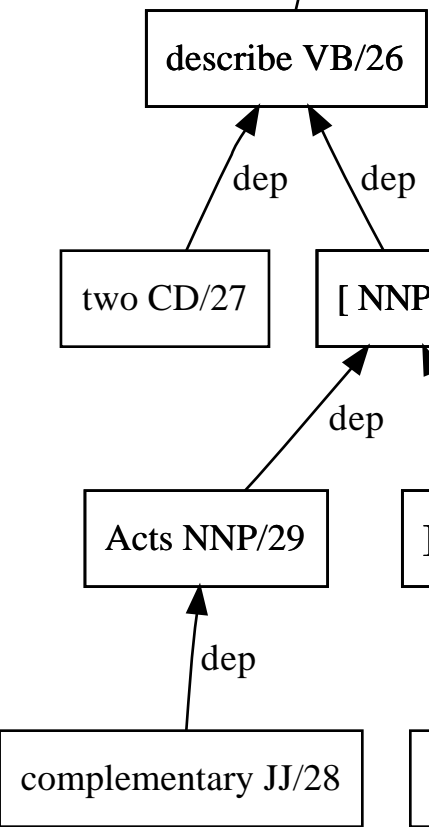 describe VB/26
dep
dep
two CD/27
[ NNP
dep
Acts NNP/29
dep
complementary JJ/28